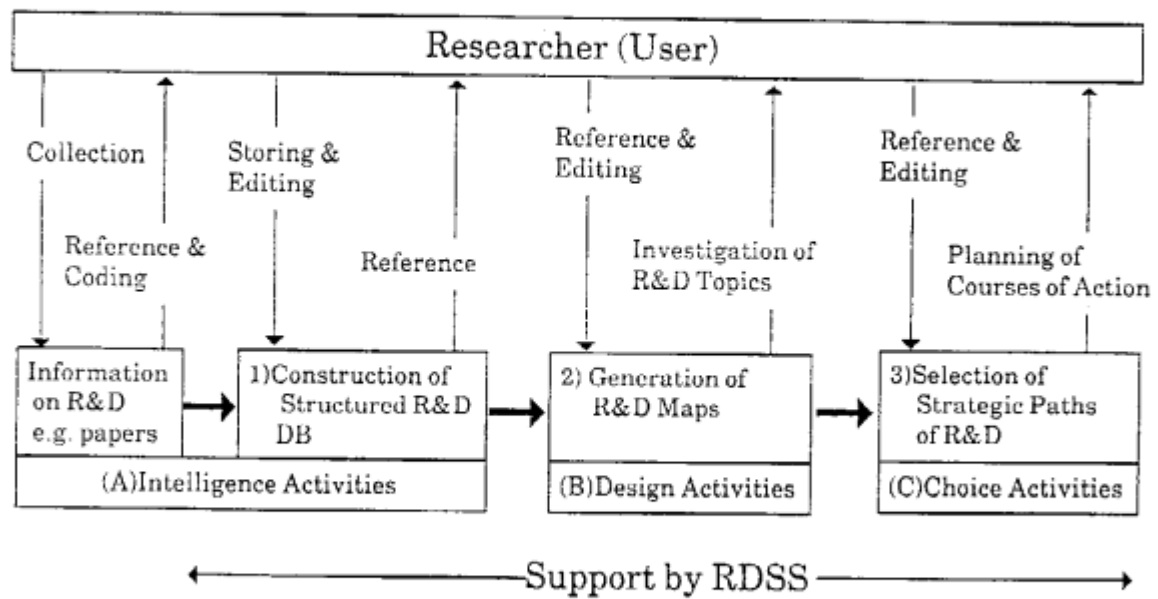 Researcher (User)
Collection
Reference &
Coding
Storing &
Editing
Reference
Reference &
Editing
Investigation of
R&D Topics
Reference &
Editing
Planning of
Courses of Action
Information
on R&D
e.g. papers
1)Construction of
Structured R&D
DB
2) Generation of
R&D Maps
3)Selection of
Strategic Paths
of R&D
(A)Intelligence Activities
(B)Design Activities
(C)Choice Activities
Support by RDSS